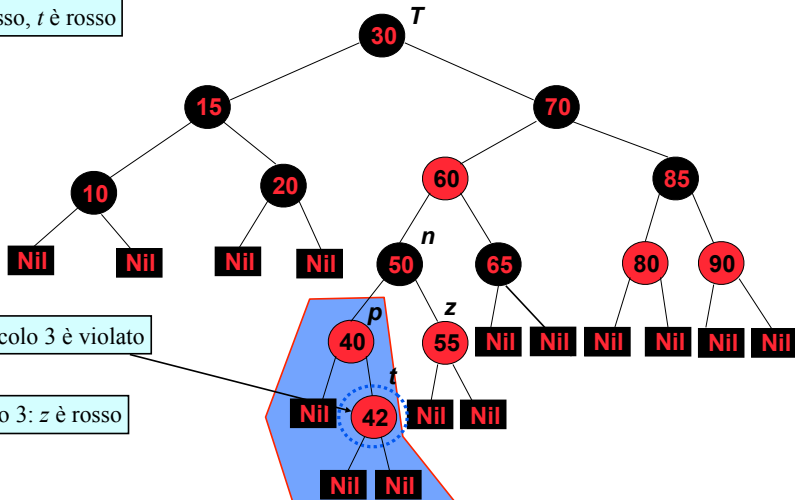 sso, t è rosso
T
30
15
70
10
20
60
85
n
Nil
Nil
Nil
Nil
50
65
80
90
p
z
colo 3 è violato
40
55
Nil
Nil
Nil
Nil
Nil
Nil
t
o 3: z è rosso
Nil
42
Nil
Nil
Nil
Nil